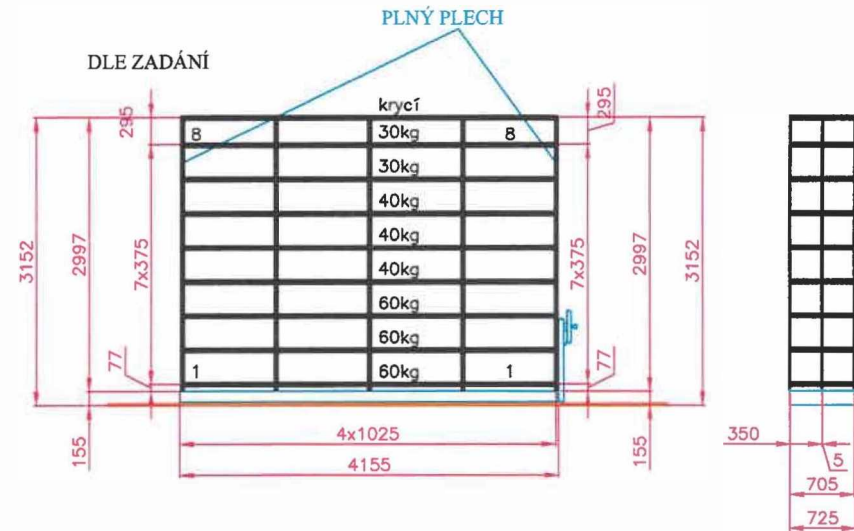 PLNÝ PLECH
DLE ZADÁNÍ
krycí
295
8
30kg
8
295
30kg
40kg
3152
2997
7x375
40kg
7x375
2997
3152
40kg
60kg
60kg
77
1
60kg
1
77
155
4x1025
155
350
4155
5
705
725